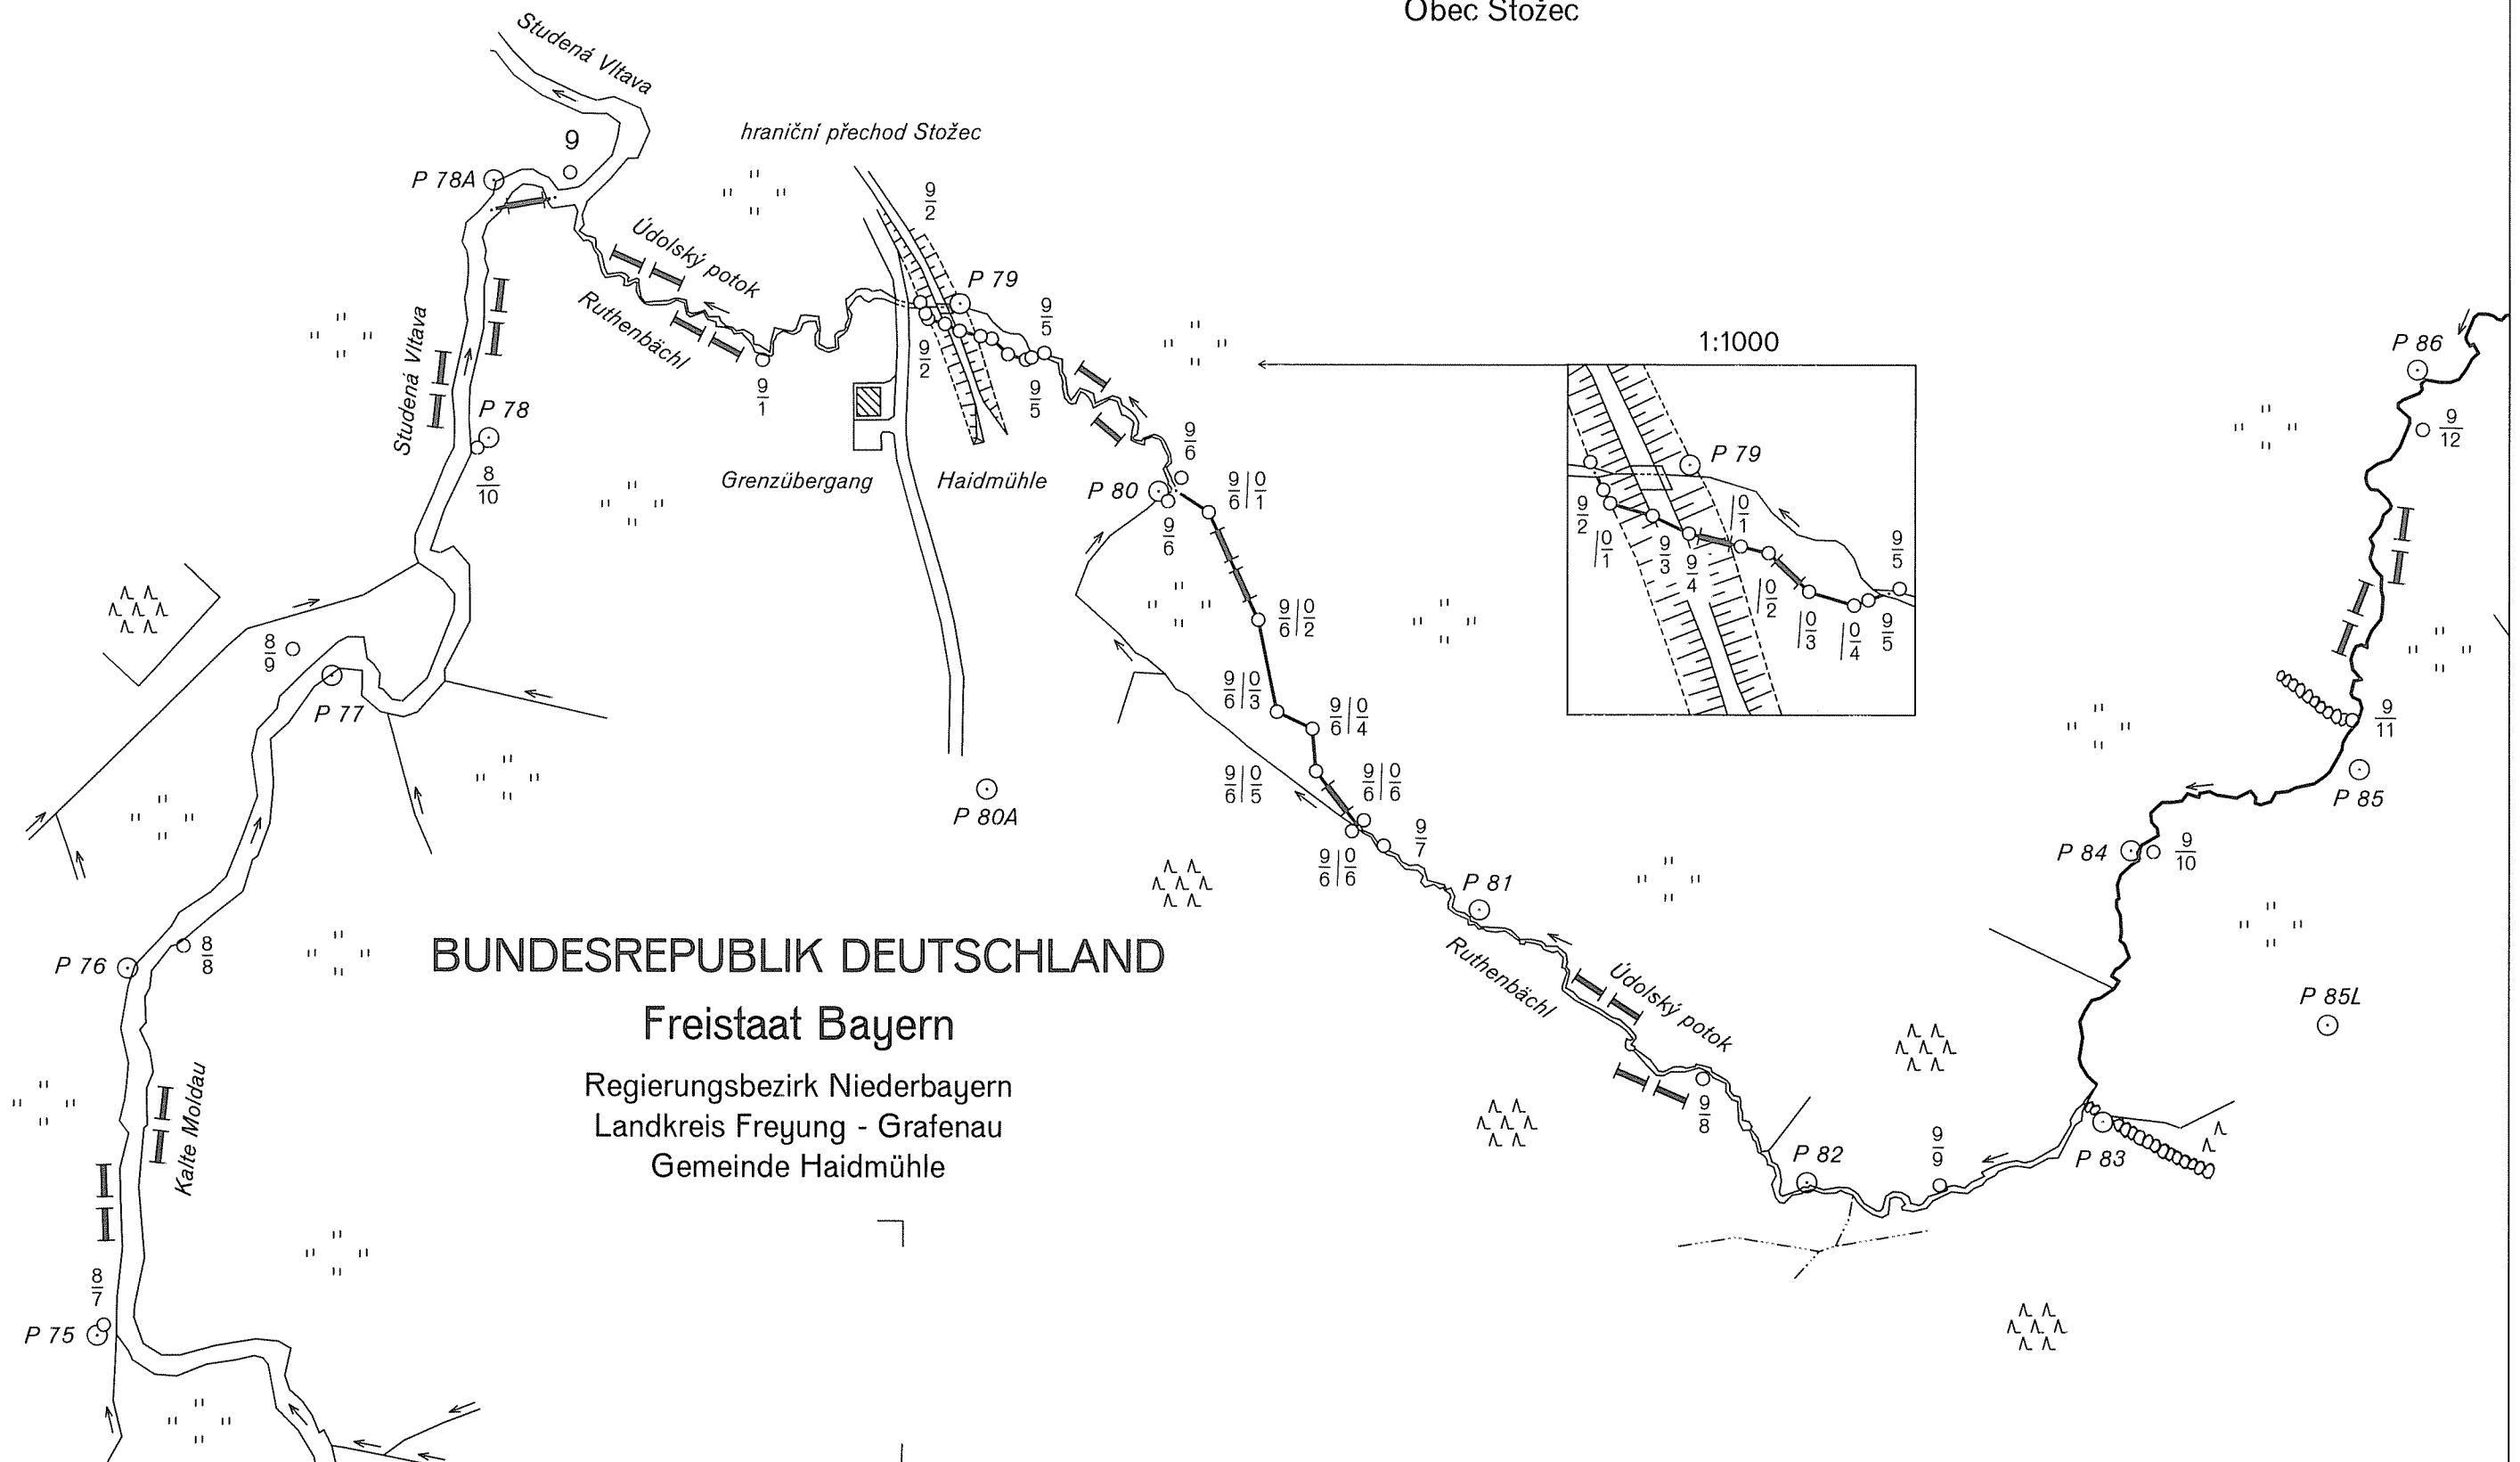 Obec Stožec
Studená Vltava
9
hraniční přechod Stožec
P 78A
9/2
Údolský potok
P 79
Ruthenbächl
9/5
Studená Vltava
9/2
9/5
9/1
P 78
8/10
Grenzübergang
Haidmühle
P 80
9/6
9/6
9/6|0/1
9/6|0/2
9/6|0/3
9/6|0/4
9/6|0/5
9/6|0/6
9/6|0/6
9/7
8/9
P 77
P 80A
1:1000
P 79
9/2
|0/1
9/3
9/4
|0/1
|0/2
|0/3
|0/4
9/5
9/5
P 86
9/12
9/11
P 85
P 84
9/10
P 85L
P 81
Ruthenbächl
Údolský potok
9/8
P 82
9/9
P 83
P 76
8/8
BUNDESREPUBLIK DEUTSCHLAND
Freistaat Bayern
Regierungsbezirk Niederbayern
Landkreis Freyung - Grafenau
Gemeinde Haidmühle
Kalte Moldau
8/7
P 75